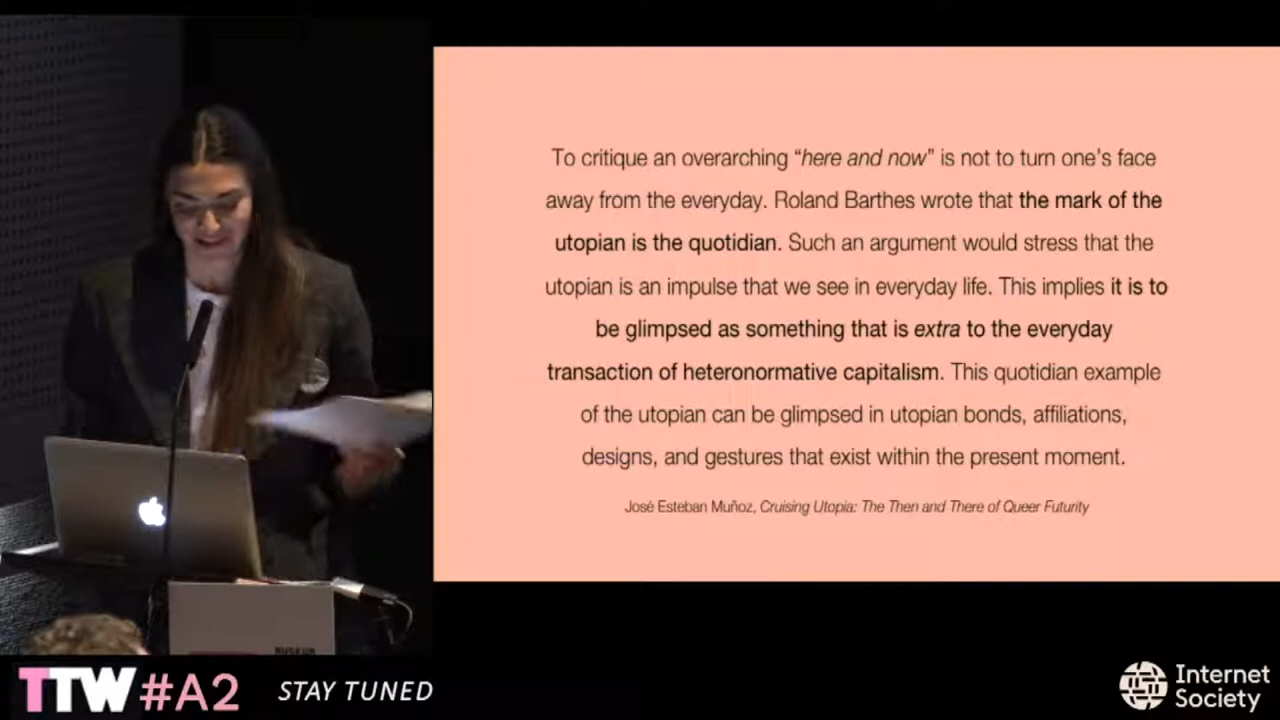 To critique an overarching “here and now” is not to turn one’s face
away from the everyday. Roland Barthes wrote that the mark of the
utopian is the quotidian. Such an argument would stress that the
utopian is an impulse that we see in everyday life. This implies it is to
be glimpsed as something that is extra to the everyday
transaction of heteronormative capitalism. This quotidian example
of the utopian can be glimpsed in utopian bonds, affiliations,
designs, and gestures that exist within the present moment.
José Esteban Muñoz, Cruising Utopia: The Then and There of Queer Futurity
MUSEUM
TTW #A2 STAY TUNED
Internet
Society